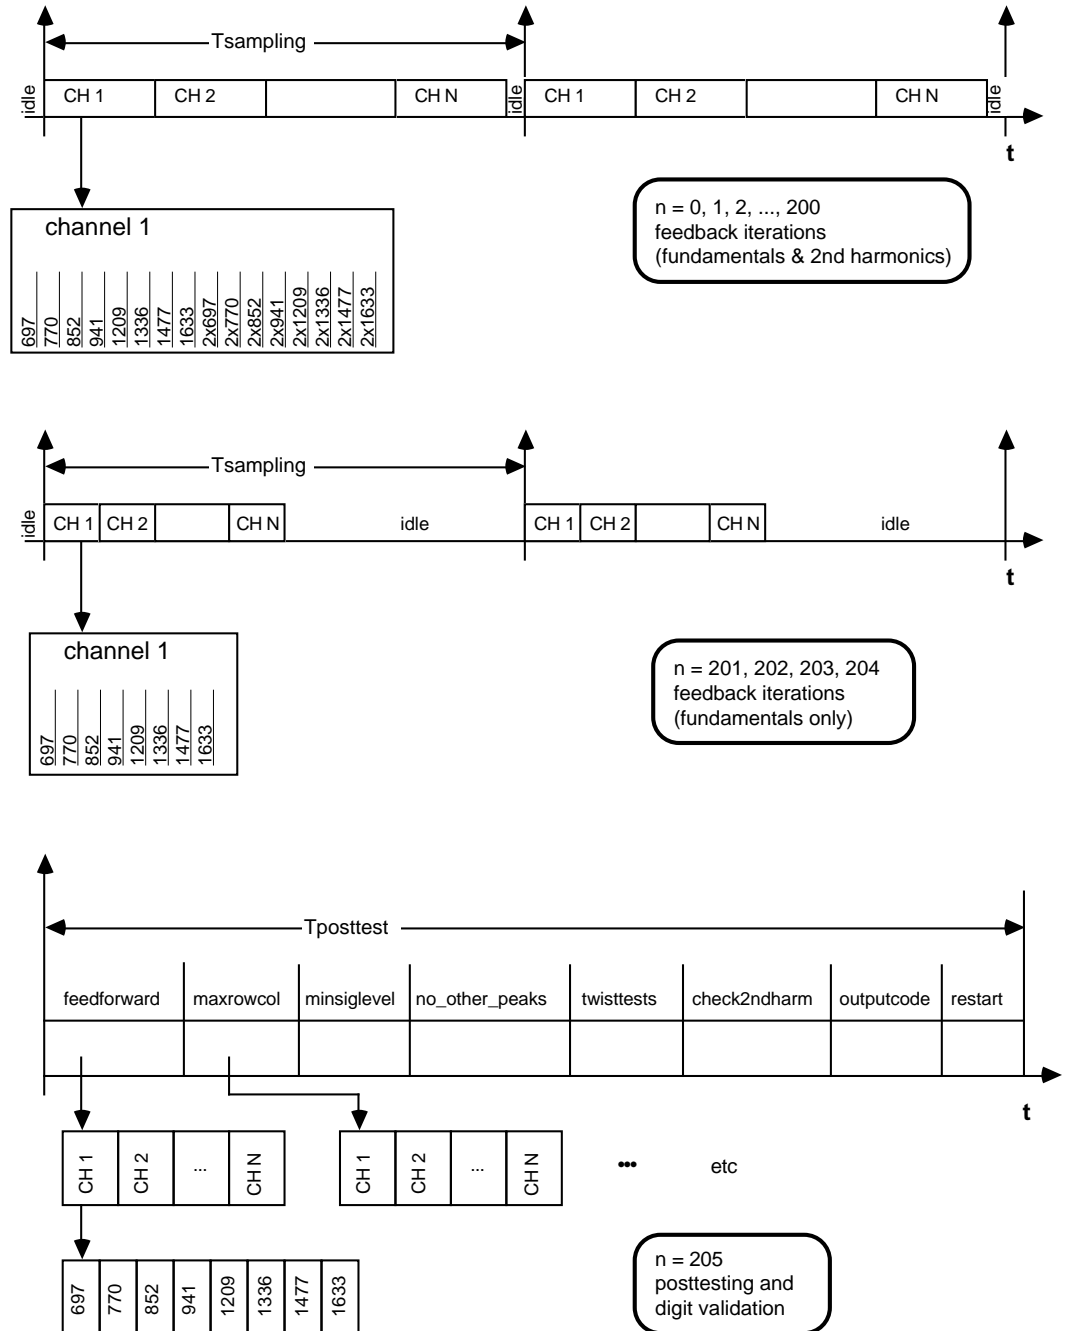 Tsampling
idle CH 1 CH 2 CH N idle CH 1 CH 2 CH N idle
t
channel 1
697 770 852 941 1209 1336 1477 1633 2x697 2x770 2x852 2x941 2x1209 2x1336 2x1477 2x1633
n = 0, 1, 2, ..., 200
feedback iterations
(fundamentals & 2nd harmonics)
Tsampling
idle CH 1 CH 2 CH N idle CH 1 CH 2 CH N idle
t
channel 1
697 770 852 941 1209 1336 1477 1633
n = 201, 202, 203, 204
feedback iterations
(fundamentals only)
Tposttest
feedforward maxrowcol minsiglevel no_other_peaks twisttests check2ndharm outputcode restart
t
CH 1 CH 2 ... CH N CH 1 CH 2 ... CH N ••• etc
697 770 852 941 1209 1336 1477 1633
n = 205
posttesting and
digit validation